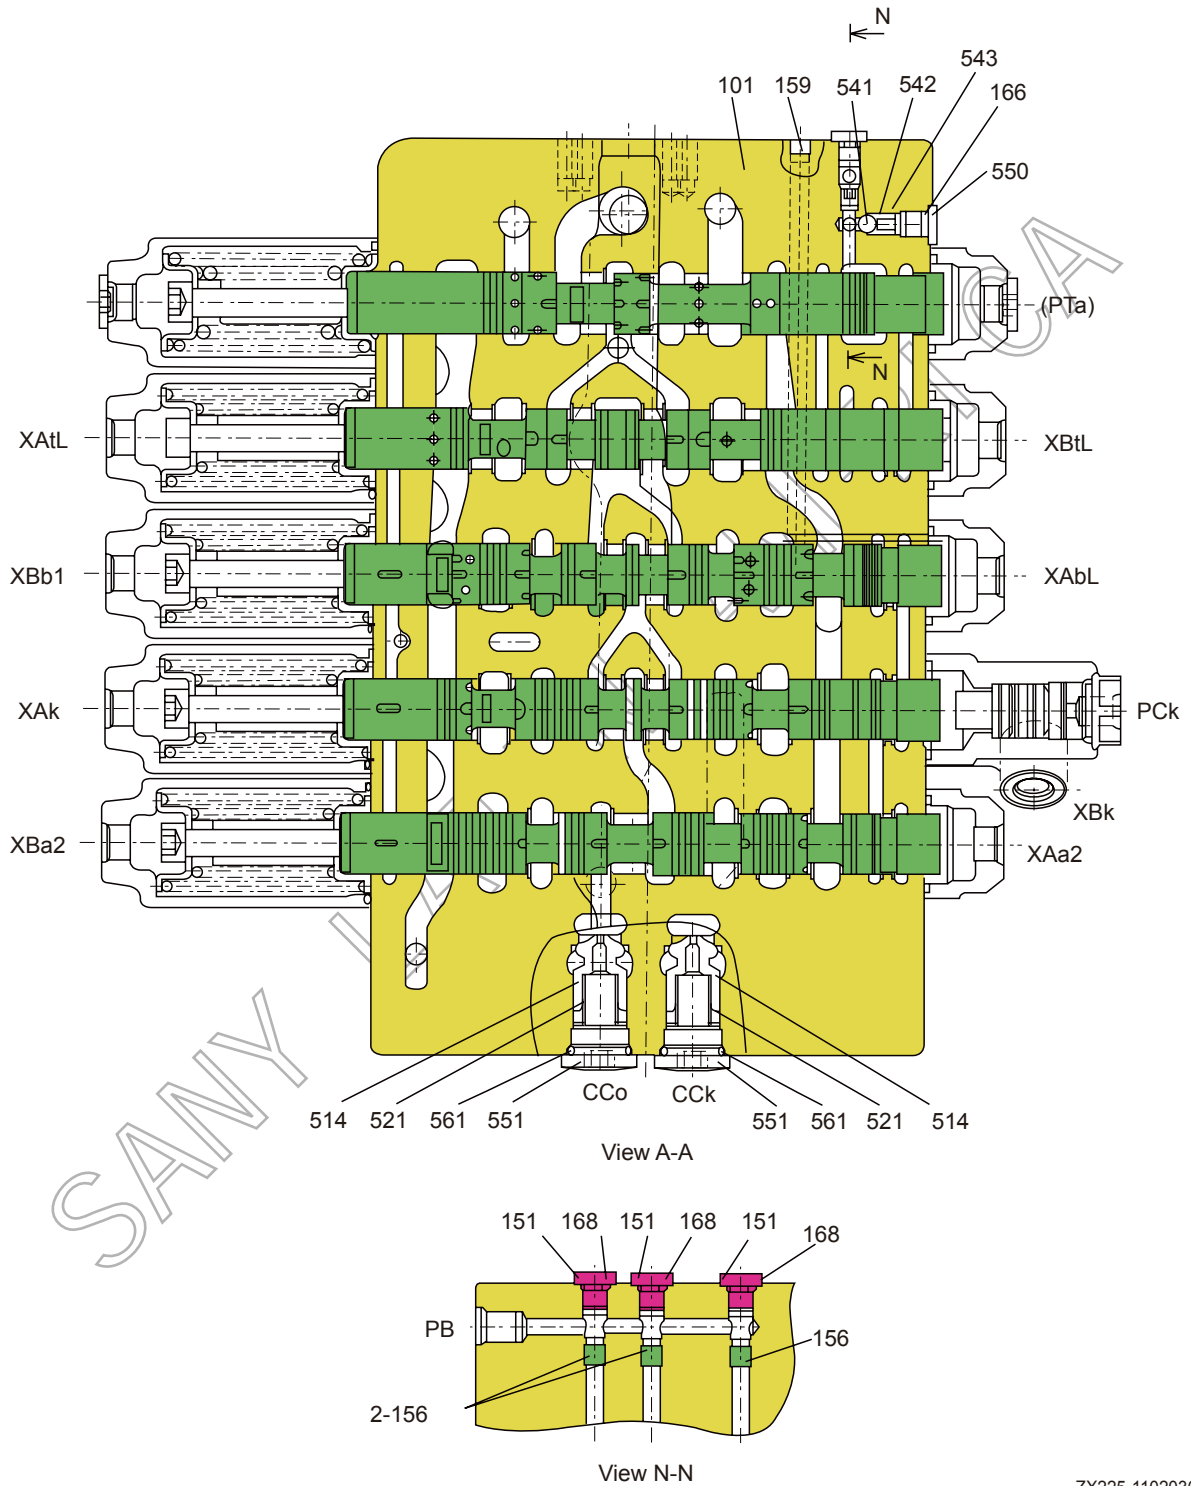 N
543
101 159 541 542 166
550
(PTa)
N
XAtL XBtL
XBb1 XAbL
XAk PCk
XBk
XBa2 XAa2
CCo CCk
514 521 561 551 551 561 521 514
View A-A
SANY
151 168 151 168 151 168
PB
156
2-156
View N-N